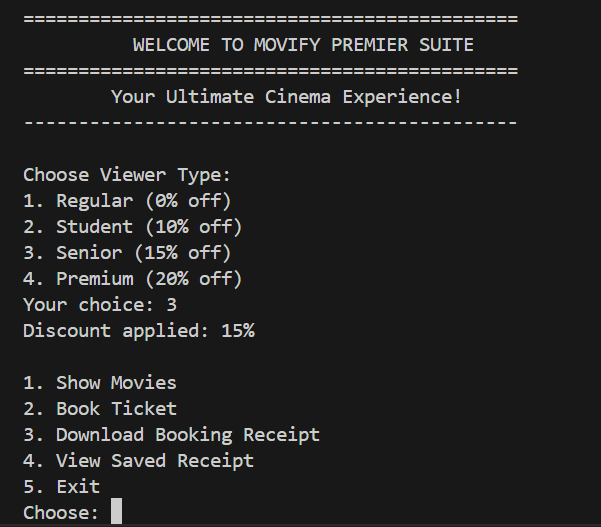 =============================================
WELCOME TO MOVIFY PREMIER SUITE
=============================================
Your Ultimate Cinema Experience!
---------------------------------------------
Choose Viewer Type:
1. Regular (0% off)
2. Student (10% off)
3. Senior (15% off)
4. Premium (20% off)
Your choice: 3
Discount applied: 15%
1. Show Movies
2. Book Ticket
3. Download Booking Receipt
4. View Saved Receipt
5. Exit
Choose: